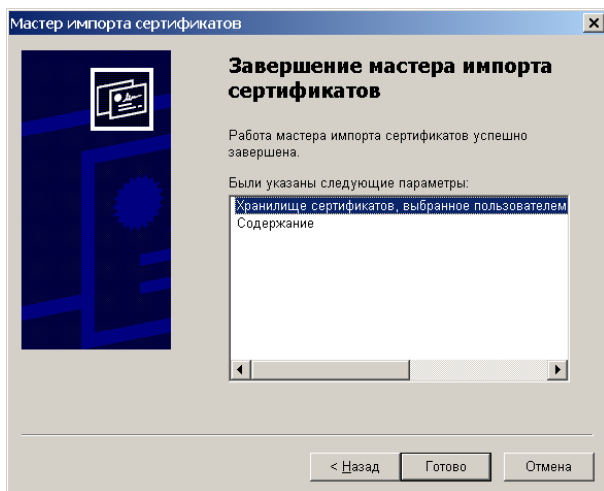 Мастер импорта сертификатов
Завершение мастера импорта
сертификатов
Работа мастера импорта сертификатов успешно
завершена.
Были указаны следующие параметры:
Хранилище сертификатов, выбранное пользователем
Содержание
< Назад
Готово
Отмена